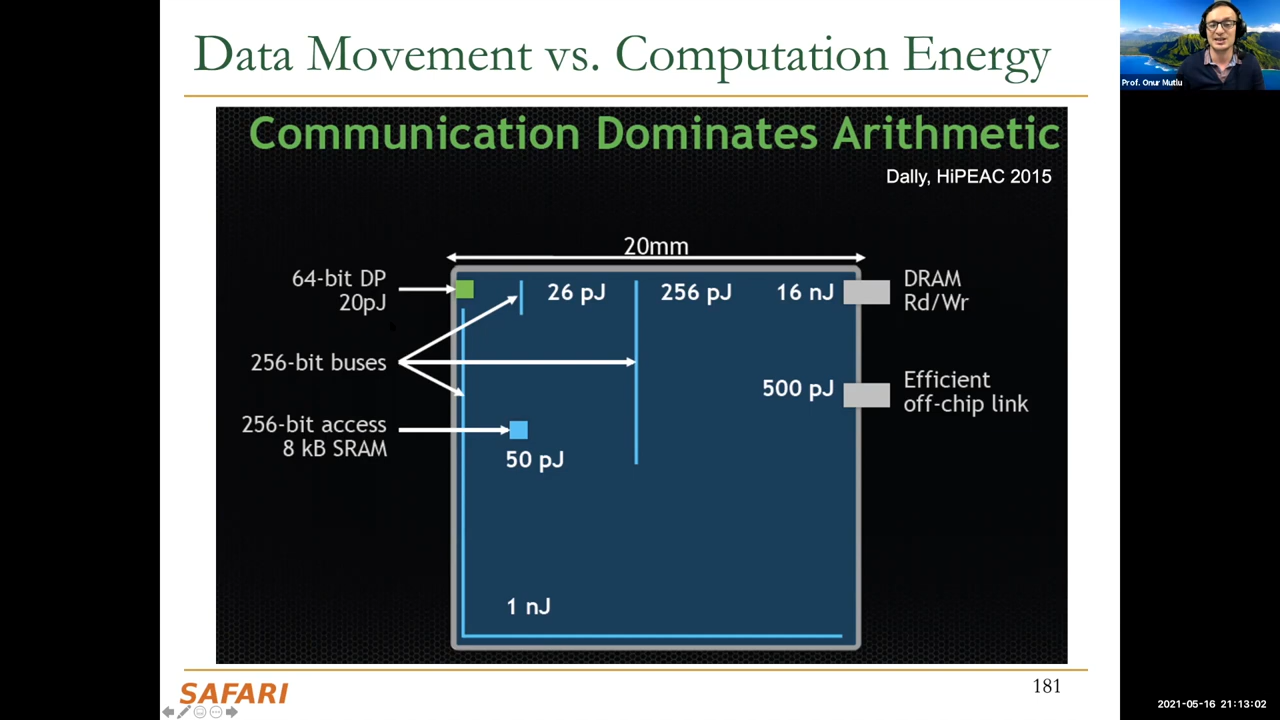 Data Movement vs. Computation Energy
Prof. Onur Mutlu
Communication Dominates Arithmetic
Dally, HiPEAC 2015
20mm
64-bit DP
20pJ
26 pJ
256 pJ
16 nJ
DRAM
Rd/Wr
256-bit buses
500 pJ
Efficient
off-chip link
256-bit access
8 kB SRAM
50 pJ
1 nJ
SAFARI
181
2021-05-16 21:13:02